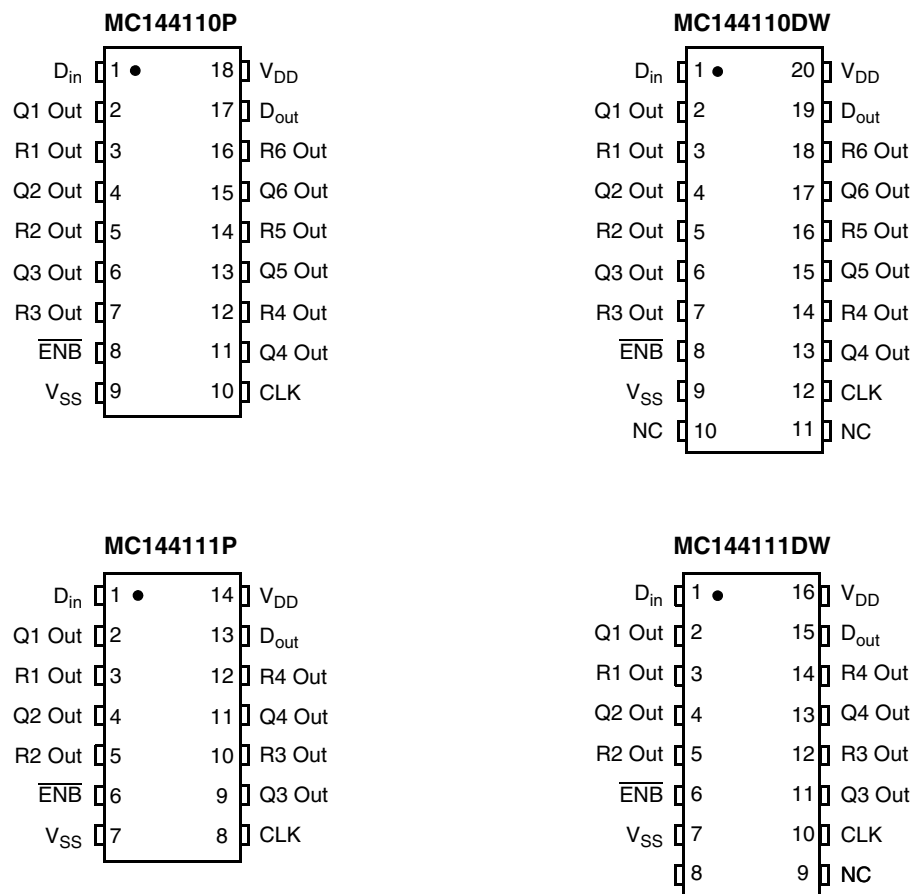 MC144110P
D_in 1 18 V_DD
Q1 Out 2 17 D_out
R1 Out 3 16 R6 Out
Q2 Out 4 15 Q6 Out
R2 Out 5 14 R5 Out
Q3 Out 6 13 Q5 Out
R3 Out 7 12 R4 Out
E̅N̅B̅ 8 11 Q4 Out
V_SS 9 10 CLK
MC144110DW
D_in 1 20 V_DD
Q1 Out 2 19 D_out
R1 Out 3 18 R6 Out
Q2 Out 4 17 Q6 Out
R2 Out 5 16 R5 Out
Q3 Out 6 15 Q5 Out
R3 Out 7 14 R4 Out
E̅N̅B̅ 8 13 Q4 Out
V_SS 9 12 CLK
NC 10 11 NC
MC144111P
D_in 1 14 V_DD
Q1 Out 2 13 D_out
R1 Out 3 12 R4 Out
Q2 Out 4 11 Q4 Out
R2 Out 5 10 R3 Out
E̅N̅B̅ 6 9 Q3 Out
V_SS 7 8 CLK
MC144111DW
D_in 1 16 V_DD
Q1 Out 2 15 D_out
R1 Out 3 14 R4 Out
Q2 Out 4 13 Q4 Out
R2 Out 5 12 R3 Out
E̅N̅B̅ 6 11 Q3 Out
V_SS 7 10 CLK
8 9 NC